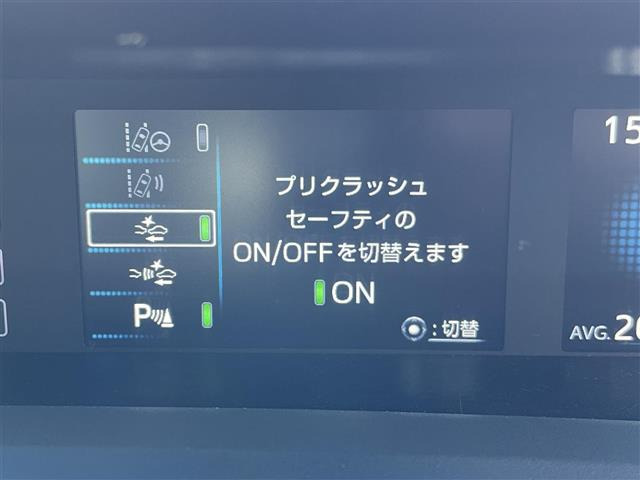 プリクラッシュ
セーフティの
ON/OFFを切替えます
ON
:切替
P
15
AVG.20